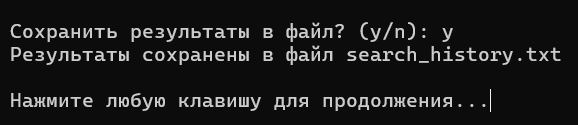 Сохранить результаты в файл? (y/n): y
Результаты сохранены в файл search_history.txt
Нажмите любую клавишу для продолжения...